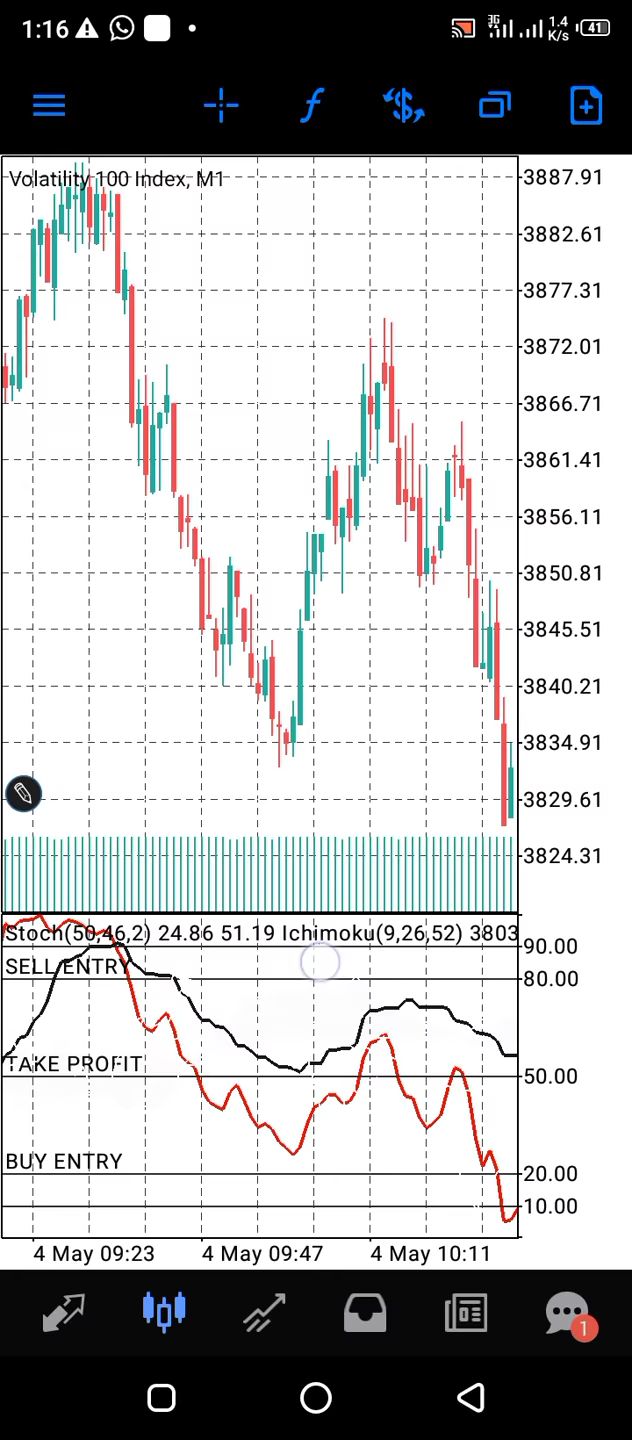 1:16
3G
1.4
K/s
41
Volatility 100 Index, M1
3887.91
3882.61
3877.31
3872.01
3866.71
3861.41
3856.11
3850.81
3845.51
3840.21
3834.91
3829.61
3824.31
Stoch(50,46,2) 24.86 51.19 Ichimoku(9,26,52) 3803
90.00
SELL ENTRY
80.00
TAKE PROFIT
50.00
BUY ENTRY
20.00
10.00
4 May 09:23 4 May 09:47 4 May 10:11
1